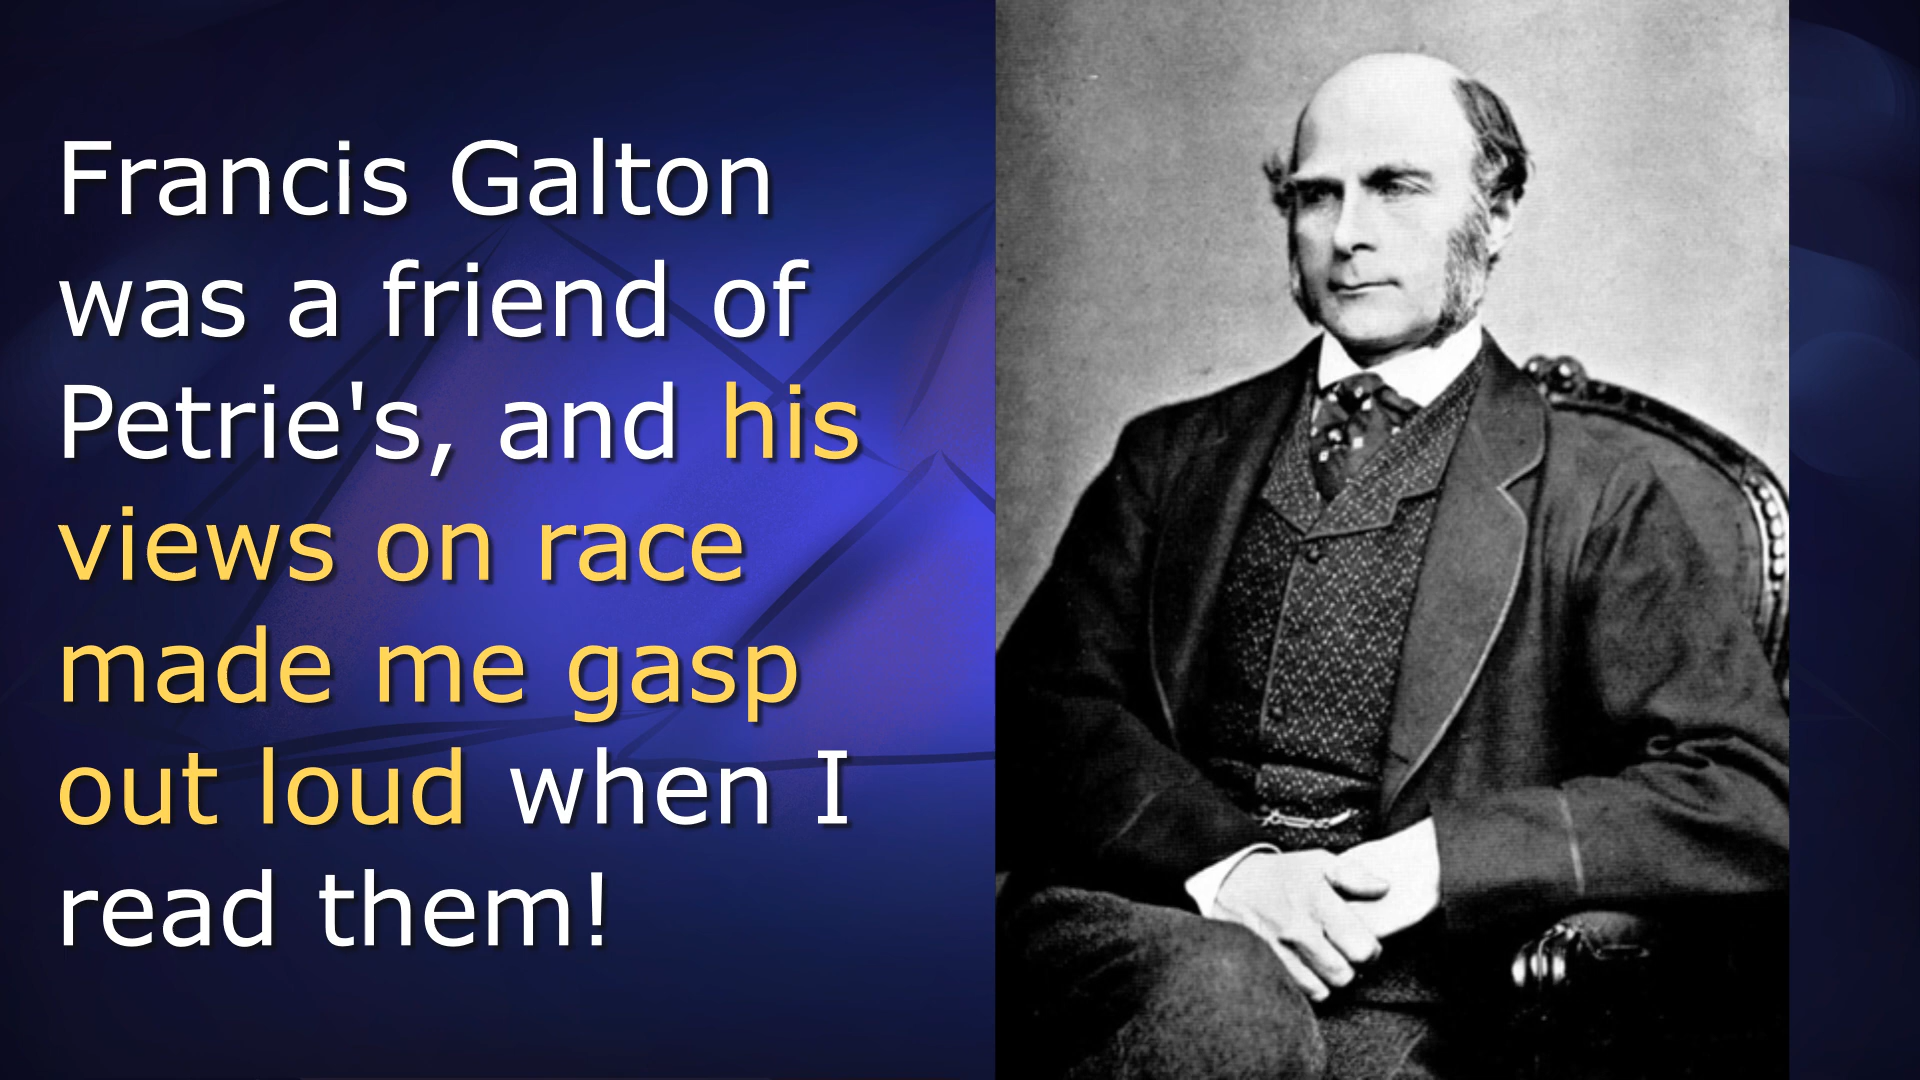 Francis Galton
was a friend of
Petrie's, and his
views on race
made me gasp
out loud when I
read them!